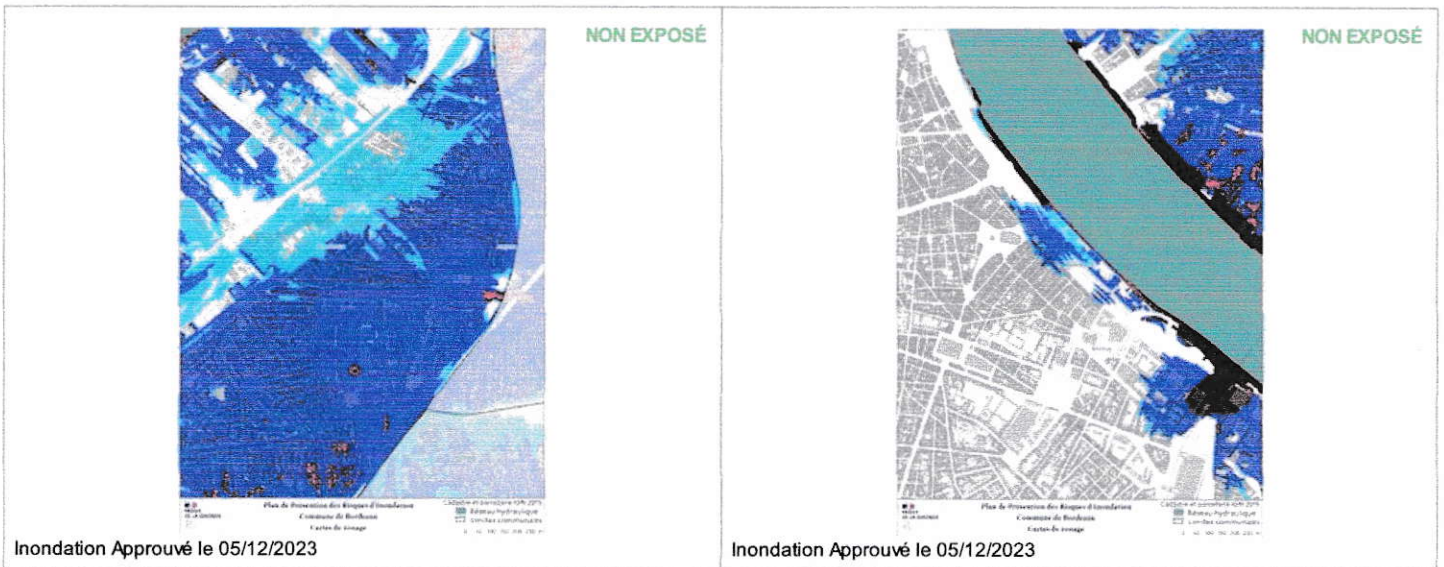 NON EXPOSÉ
Plan de Prévention des Risques d'Inondation
Commune de Bordeaux
Cartes de zonage
Réseau hydraulique
Limites communales
Inondation Approuvé le 05/12/2023
NON EXPOSÉ
Plan de Prévention des Risques d'Inondation
Commune de Bordeaux
Cartes de zonage
Réseau hydraulique
Limites communales
Inondation Approuvé le 05/12/2023